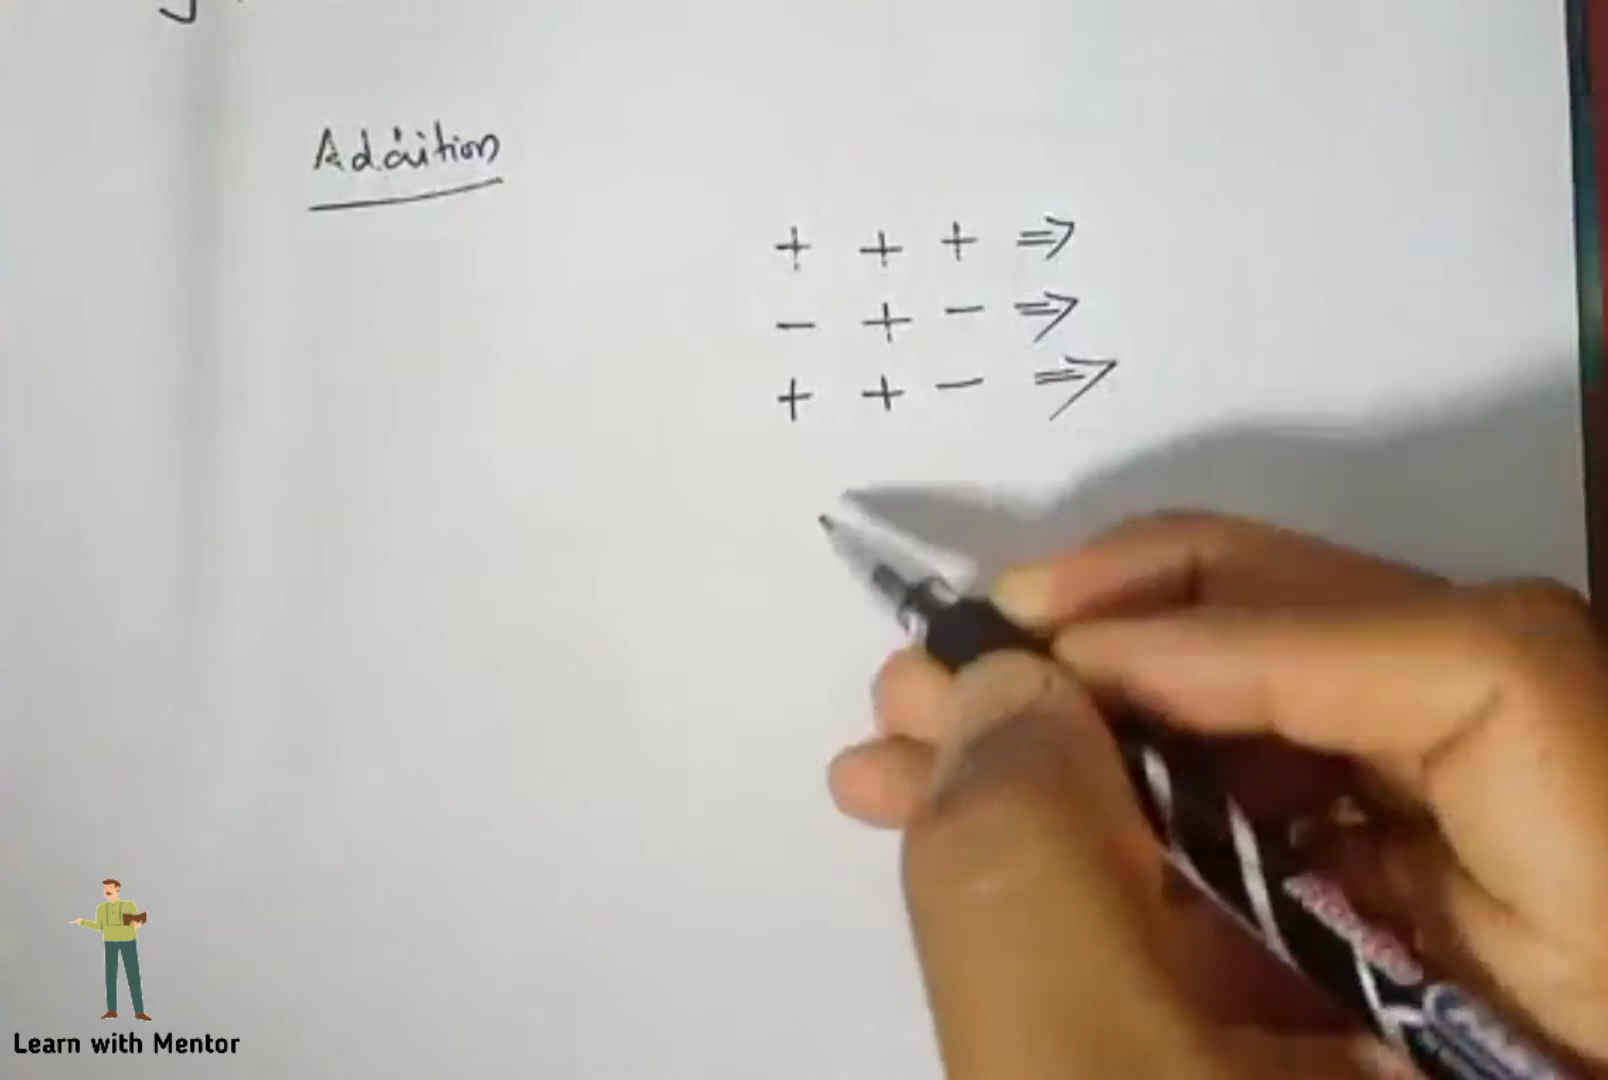 Addition
+ + + ⇒
- + - ⇒
+ + - ⇒
Learn with Mentor